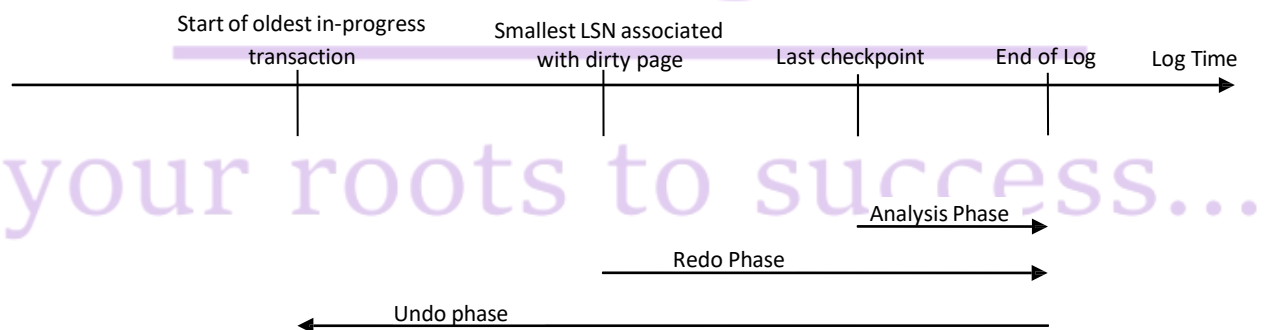 Start of oldest in-progress
transaction
Smallest LSN associated
with dirty page
Last checkpoint
End of Log
Log Time
your roots to success...
Analysis Phase
Redo Phase
Undo phase